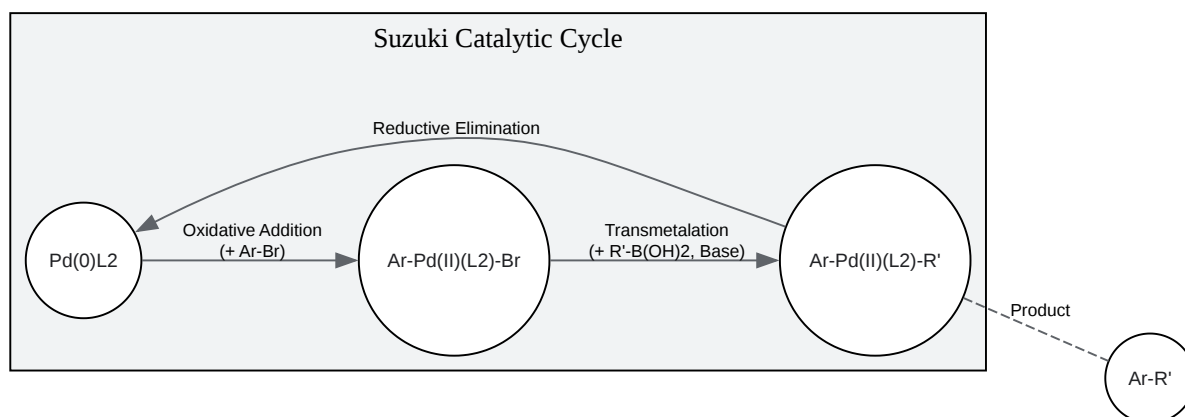 Suzuki Catalytic Cycle
Reductive Elimination
Oxidative Addition
(+ Ar-Br)
Transmetalation
(+ R'-B(OH)2, Base)
Pd(0)L2
Ar-Pd(II)(L2)-Br
Ar-Pd(II)(L2)-R'
Product
Ar-R'